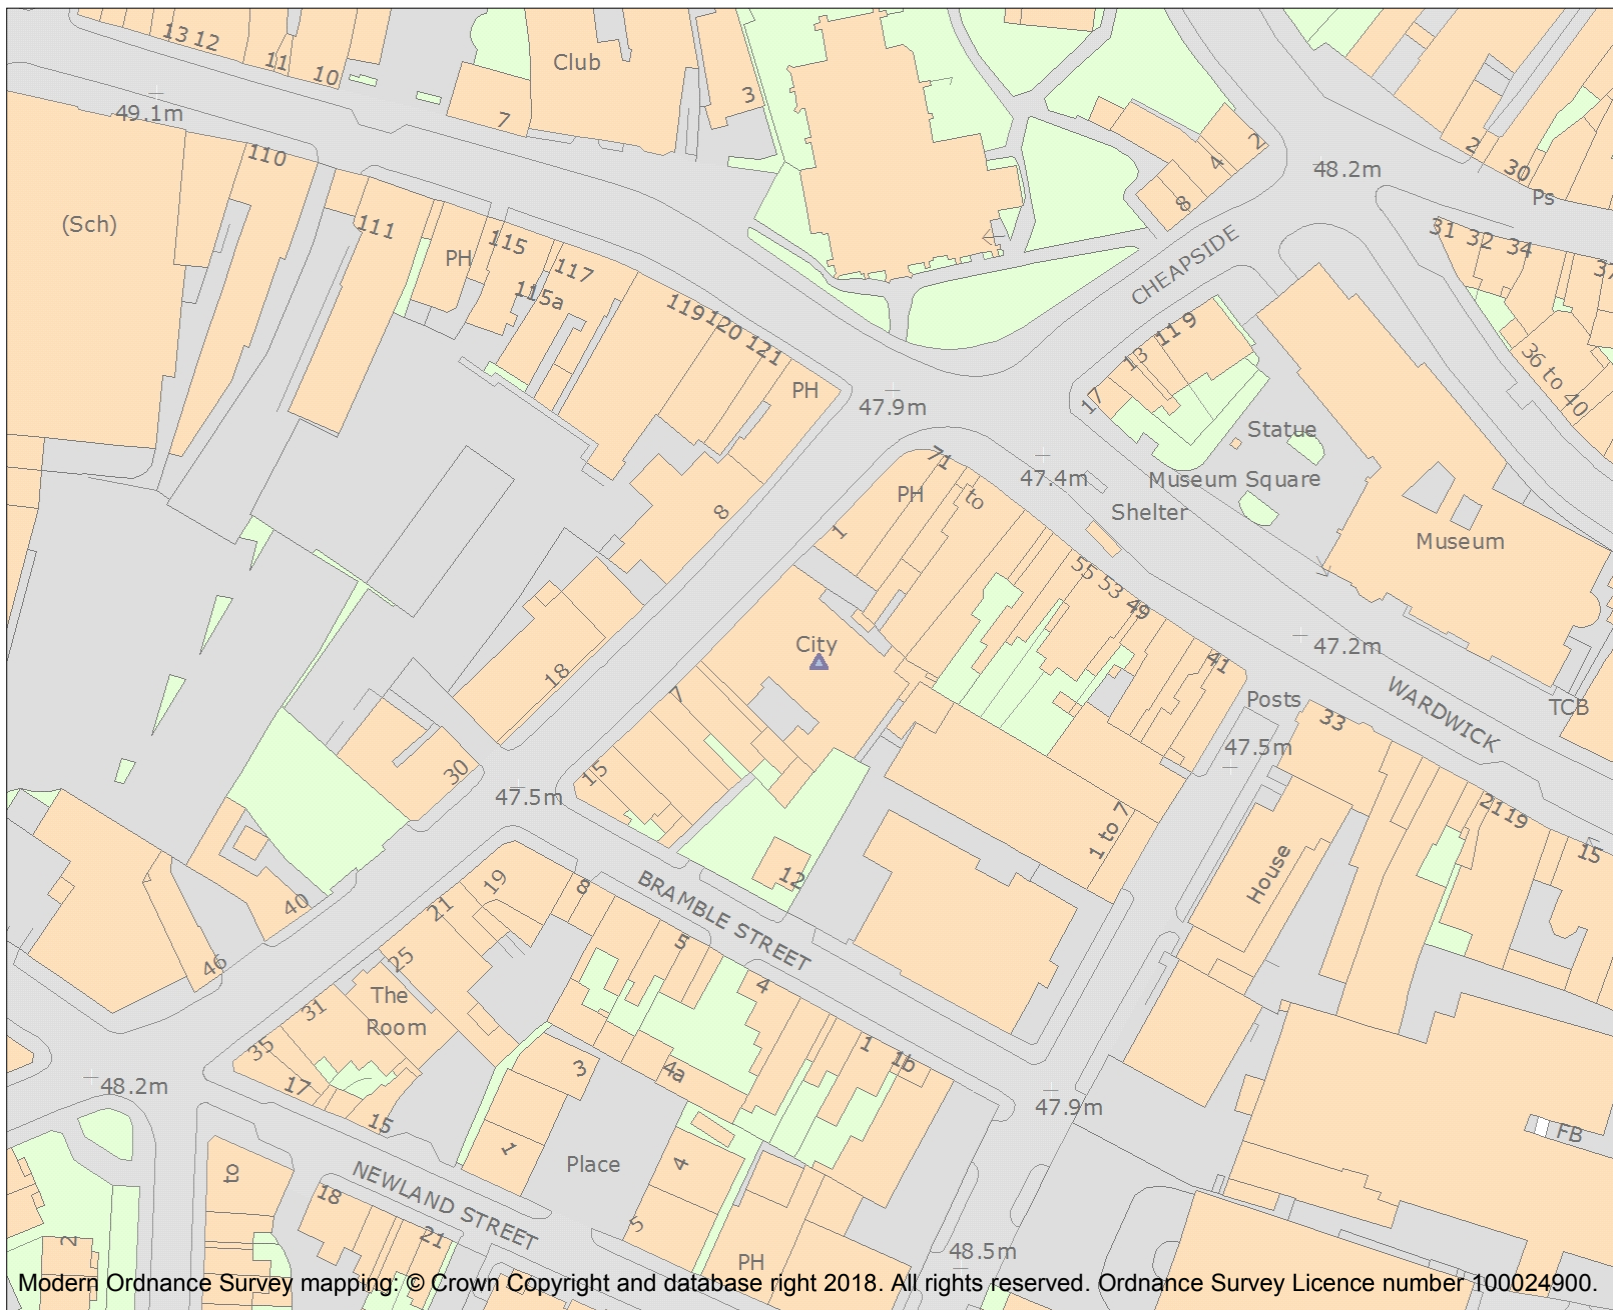 13 12
11
10
Club
7
3
49.1m
110
(Sch)
111
PH
115
115a
117
119 120 121
PH
2
4
8
48.2m
2
30
Ps
31 32 34
37
36 to 40
CHEAPSIDE
9
11
13
17
47.9m
47.4m
Statue
Museum Square
Shelter
Museum
71
to
PH
1
8
55 53 49
41
47.2m
WARDWICK
TCB
Posts
33
47.5m
City
18
7
15
30
47.5m
12
1 to 7
House
21 19
15
40
46
19
21
25
The
Room
31
35
17
15
48.2m
8
BRAMBLE STREET
5
4
1
1b
4a
3
1
Place
4
5
PH
47.9m
FB
NEWLAND STREET
to
18
21
2
48.5m
Modern Ordnance Survey mapping: © Crown Copyright and database right 2018. All rights reserved. Ordnance Survey Licence number 100024900.